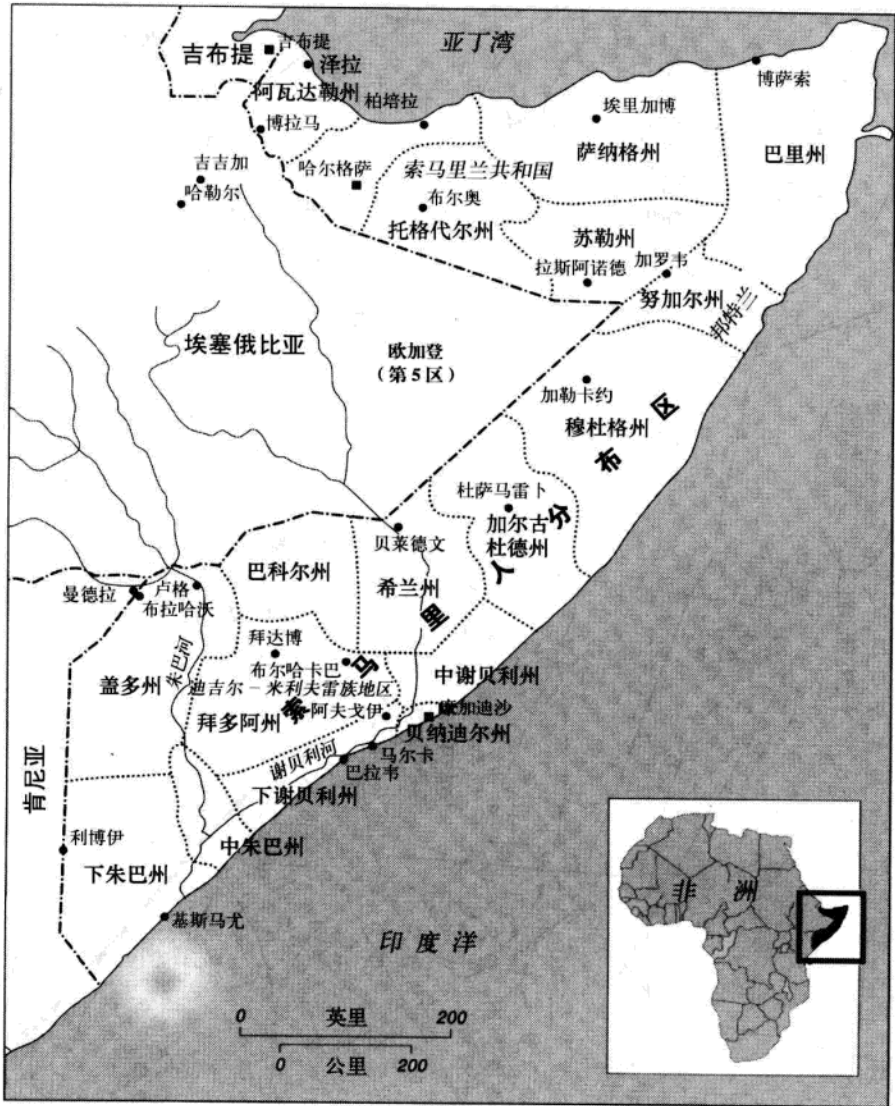 亚丁湾
吉布提
吉布提
泽拉
阿瓦达勒州
柏培拉
博萨索
埃里加博
博拉马
萨纳格州
巴里州
吉吉加
哈尔格萨
索马里兰共和国
哈勒尔
布尔奥
托格代尔州
苏勒州
拉斯阿诺德
加罗韦
努加尔州
邦特兰
埃塞俄比亚
欧加登
（第5区）
加勒卡约
穆杜格州
索马里人分布区
杜萨马雷卜
加尔古
杜德州
贝莱德文
巴科尔州
希兰州
曼德拉
卢格
布拉哈沃
拜达博
布尔哈卡巴
中谢贝利州
盖多州
朱巴河
迪吉尔－米利夫雷族地区
阿夫戈伊
拜多阿州
贝纳迪尔州
谢贝利河
马尔卡
巴拉韦
下谢贝利州
肯尼亚
利博伊
中朱巴州
下朱巴州
基斯马尤
印度洋
非洲
0 英里 200
0 公里 200